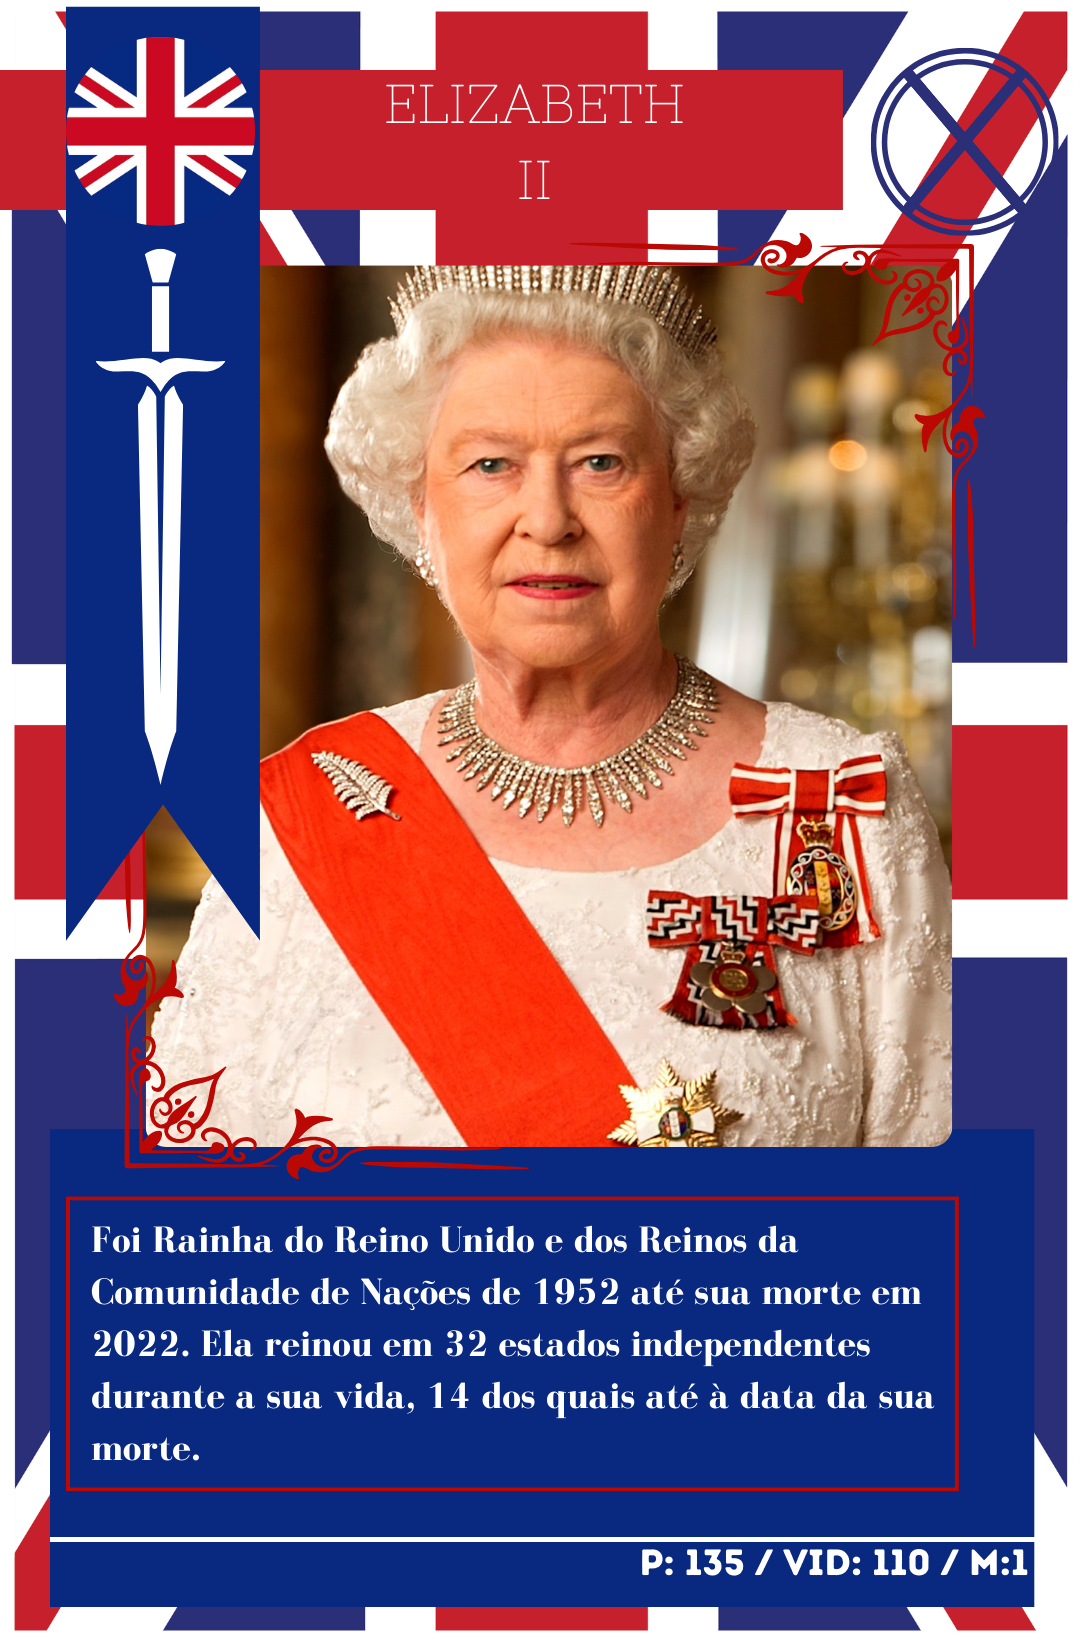 ELIZABETH
II
Foi Rainha do Reino Unido e dos Reinos da
Comunidade de Nações de 1952 até sua morte em
2022. Ela reinou em 32 estados independentes
durante a sua vida, 14 dos quais até à data da sua
morte.
P: 135 / VID: 110 / M:1